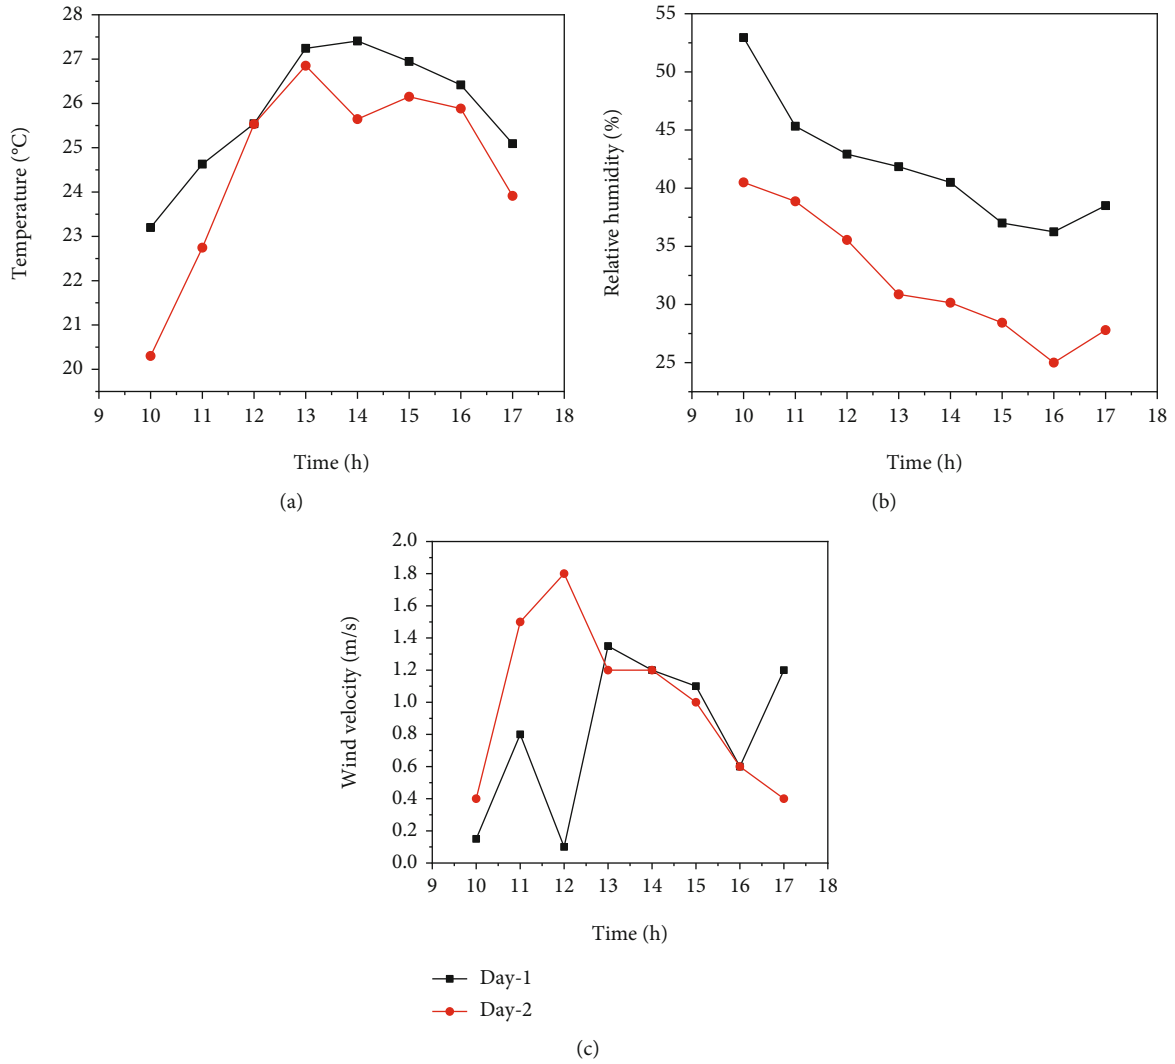 28
27
26
25
24
23
22
21
20
Temperature (°C)
9 10 11 12 13 14 15 16 17 18
Time (h)
(a)
55
50
45
40
35
30
25
Relative humidity (%)
9 10 11 12 13 14 15 16 17 18
Time (h)
(b)
2.0
1.8
1.6
1.4
1.2
1.0
0.8
0.6
0.4
0.2
0.0
Wind velocity (m/s)
9 10 11 12 13 14 15 16 17 18
Time (h)
Day-1
Day-2
(c)